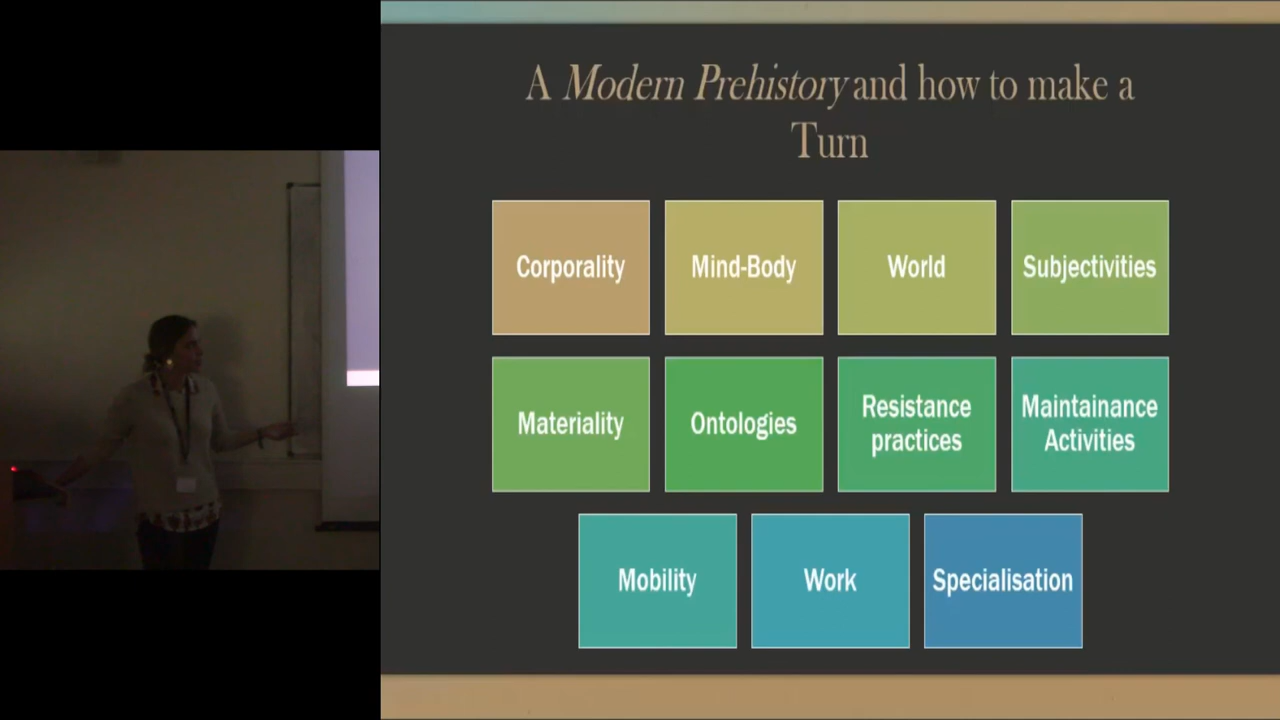 A Modern Prehistory and how to make a
Turn
Corporality
Mind-Body
World
Subjectivities
Materiality
Ontologies
Resistance
practices
Maintainance
Activities
Mobility
Work
Specialisation